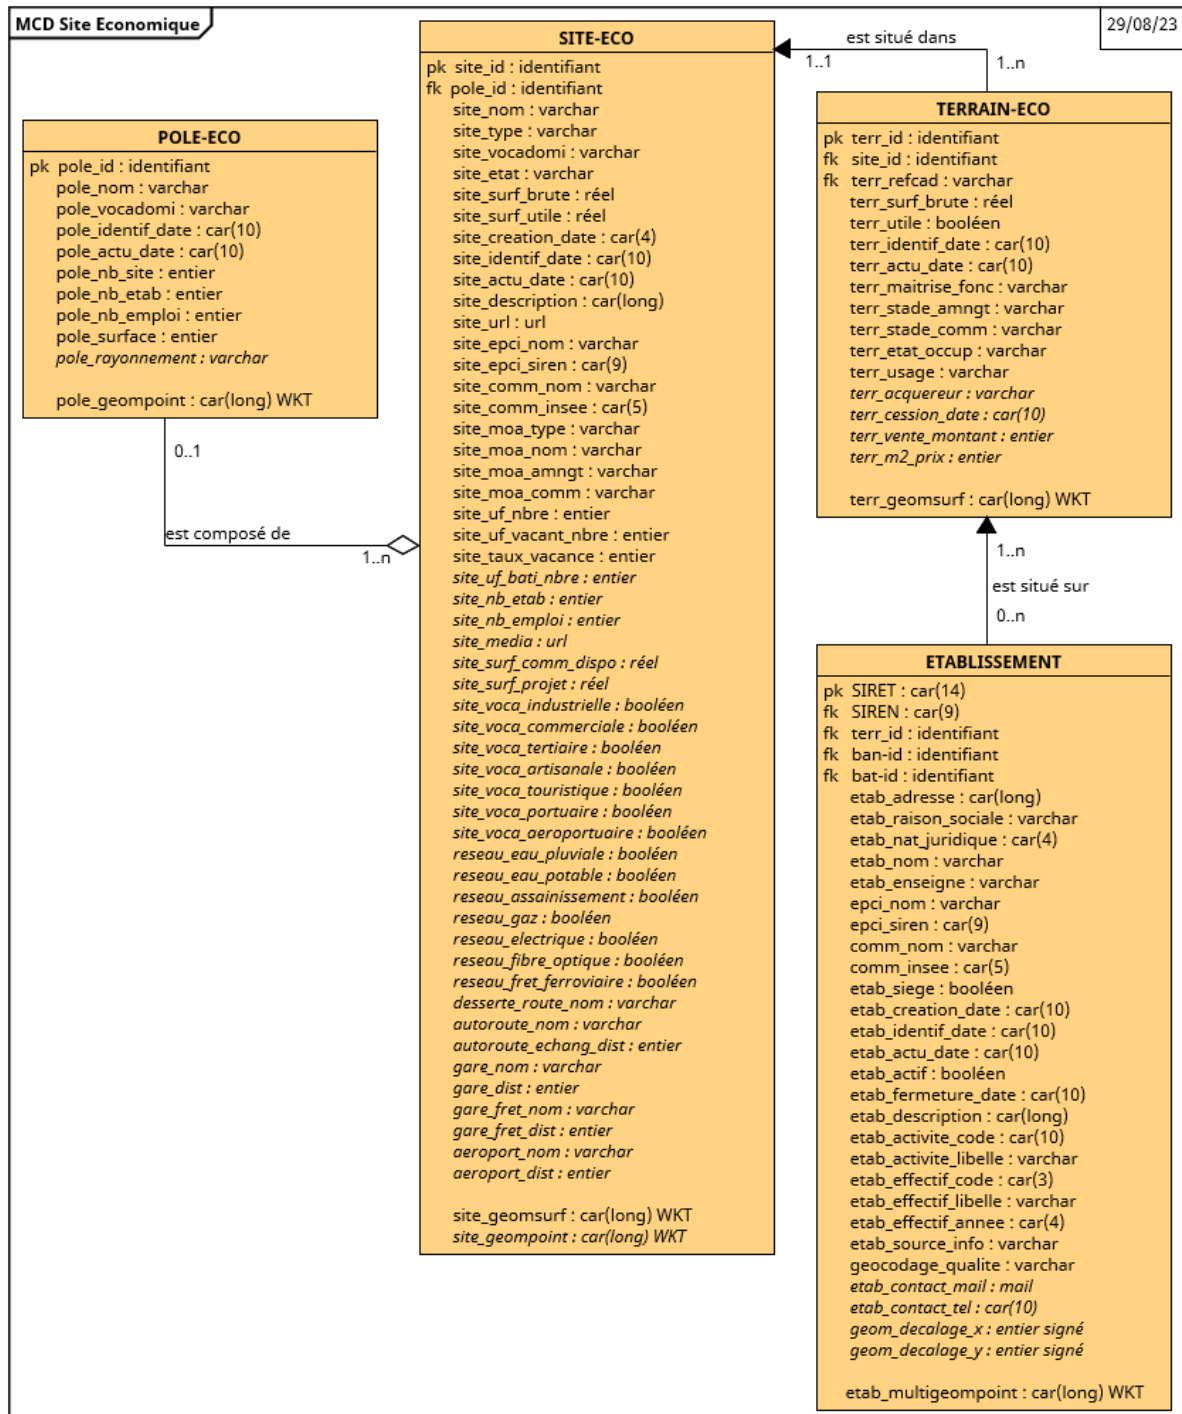 MCD Site Economique
29/08/23
POLE-ECO
pk pole_id : identifiant
pole_nom : varchar
pole_vocadomi : varchar
pole_identif_date : car(10)
pole_actu_date : car(10)
pole_nb_site : entier
pole_nb_etab : entier
pole_nb_emploi : entier
pole_surface : entier
pole_rayonnement : varchar
pole_geompoint : car(long) WKT
0..1
est composé de
1..n
SITE-ECO
pk site_id : identifiant
fk pole_id : identifiant
site_nom : varchar
site_type : varchar
site_vocadomi : varchar
site_etat : varchar
site_surf_brute : réel
site_surf_utile : réel
site_creation_date : car(4)
site_identif_date : car(10)
site_actu_date : car(10)
site_description : car(long)
site_url : url
site_epci_nom : varchar
site_epci_siren : car(9)
site_comm_nom : varchar
site_comm_insee : car(5)
site_moa_type : varchar
site_moa_nom : varchar
site_moa_amngt : varchar
site_moa_comm : varchar
site_uf_nbre : entier
site_uf_vacant_nbre : entier
site_taux_vacance : entier
site_uf_bati_nbre : entier
site_nb_etab : entier
site_nb_emploi : entier
site_media : url
site_surf_comm_dispo : réel
site_surf_projet : réel
site_voca_industrielle : booléen
site_voca_commerciale : booléen
site_voca_tertiaire : booléen
site_voca_artisanale : booléen
site_voca_touristique : booléen
site_voca_portuaire : booléen
site_voca_aeroportuaire : booléen
reseau_eau_pluviale : booléen
reseau_eau_potable : booléen
reseau_assainissement : booléen
reseau_gaz : booléen
reseau_electrique : booléen
reseau_fibre_optique : booléen
reseau_fret_ferroviaire : booléen
desserte_route_nom : varchar
autoroute_nom : varchar
autoroute_echang_dist : entier
gare_nom : varchar
gare_dist : entier
gare_fret_nom : varchar
gare_fret_dist : entier
aeroport_nom : varchar
aeroport_dist : entier
site_geomsurf : car(long) WKT
site_geompoint : car(long) WKT
est situé dans
1..1
1..n
TERRAIN-ECO
pk terr_id : identifiant
fk site_id : identifiant
fk terr_refcad : varchar
terr_surf_brute : réel
terr_utile : booléen
terr_identif_date : car(10)
terr_actu_date : car(10)
terr_maitrise_fonc : varchar
terr_stade_amngt : varchar
terr_stade_comm : varchar
terr_etat_occup : varchar
terr_usage : varchar
terr_acquereur : varchar
terr_cession_date : car(10)
terr_vente_montant : entier
terr_m2_prix : entier
terr_geomsurf : car(long) WKT
1..n
est situé sur
0..n
ETABLISSEMENT
pk SIRET : car(14)
fk SIREN : car(9)
fk terr_id : identifiant
fk ban-id : identifiant
fk bat-id : identifiant
etab_adresse : car(long)
etab_raison_sociale : varchar
etab_nat_juridique : car(4)
etab_nom : varchar
etab_enseigne : varchar
epci_nom : varchar
epci_siren : car(9)
comm_nom : varchar
comm_insee : car(5)
etab_siege : booléen
etab_creation_date : car(10)
etab_identif_date : car(10)
etab_actu_date : car(10)
etab_actif : booléen
etab_fermeture_date : car(10)
etab_description : car(long)
etab_activite_code : car(10)
etab_activite_libelle : varchar
etab_effectif_code : car(3)
etab_effectif_libelle : varchar
etab_effectif_annee : car(4)
etab_source_info : varchar
geocodage_qualite : varchar
etab_contact_mail : mail
etab_contact_tel : car(10)
geom_decalage_x : entier signé
geom_decalage_y : entier signé
etab_multigeompoint : car(long) WKT